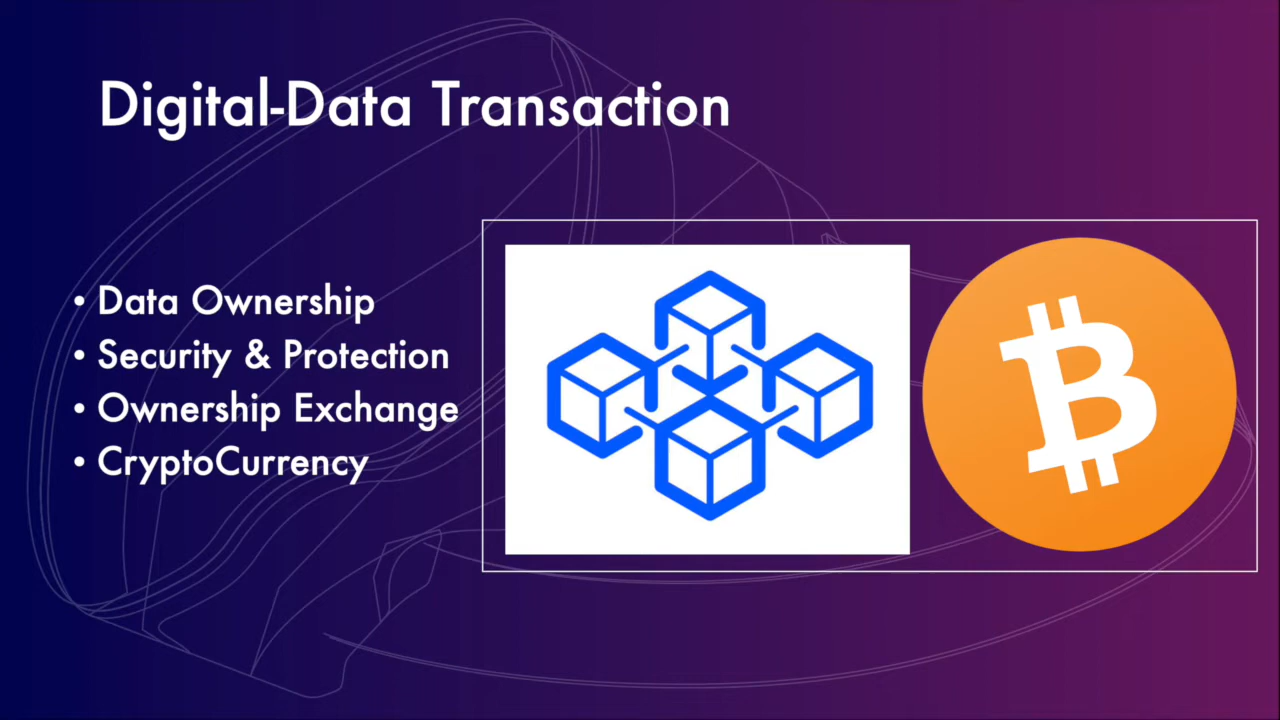 Digital-Data Transaction
• Data Ownership
• Security & Protection
• Ownership Exchange
• CryptoCurrency